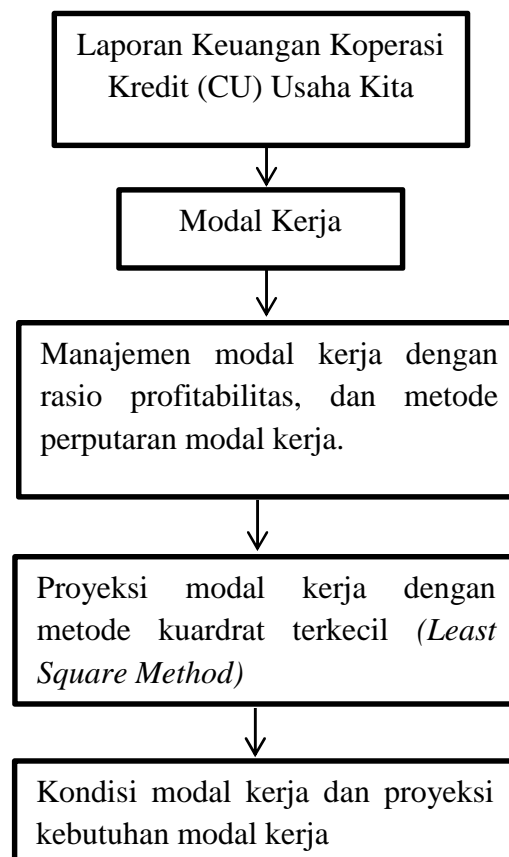 Laporan Keuangan Koperasi
Kredit (CU) Usaha Kita
Modal Kerja
Manajemen modal kerja dengan
rasio profitabilitas, dan metode
perputaran modal kerja.
Proyeksi modal kerja dengan
metode kuardrat terkecil (Least
Square Method)
Kondisi modal kerja dan proyeksi
kebutuhan modal kerja